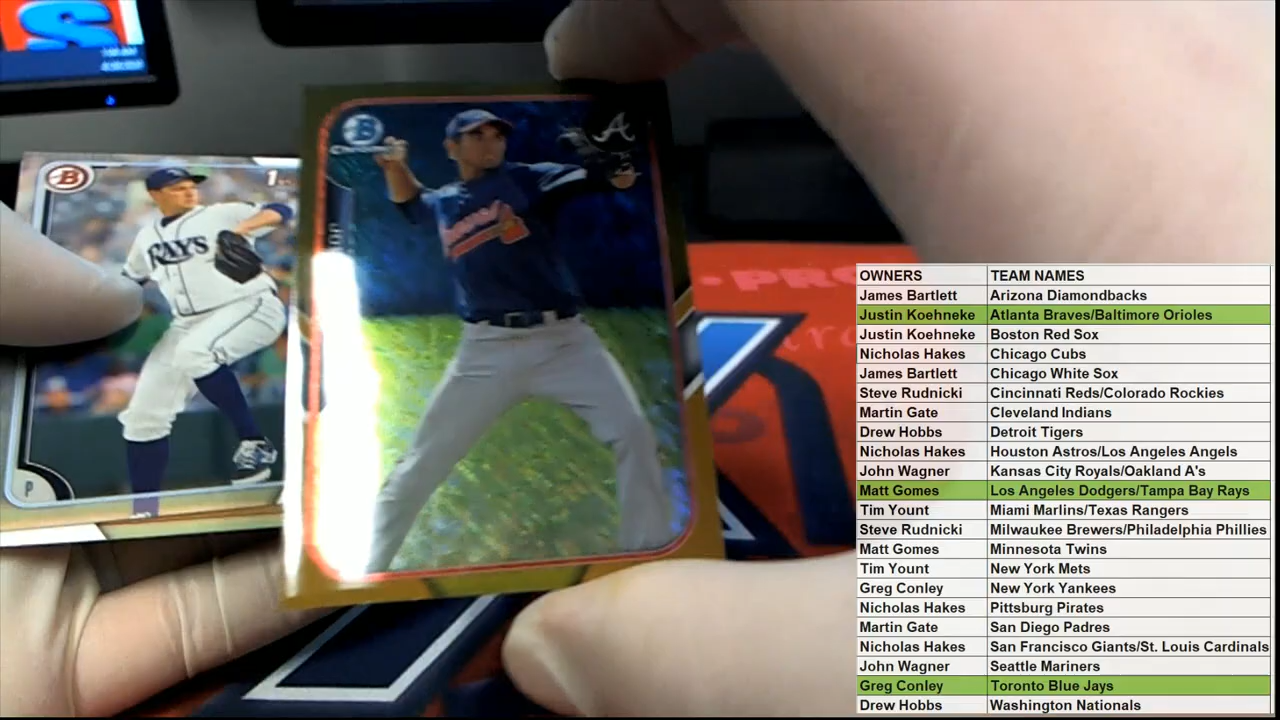 S
B
1
RAYS
P
B
CHROME
A
Braves
PRO
OWNERS TEAM NAMES
James Bartlett Arizona Diamondbacks
Justin Koehneke Atlanta Braves/Baltimore Orioles
Justin Koehneke Boston Red Sox
Nicholas Hakes Chicago Cubs
James Bartlett Chicago White Sox
Steve Rudnicki Cincinnati Reds/Colorado Rockies
Martin Gate Cleveland Indians
Drew Hobbs Detroit Tigers
Nicholas Hakes Houston Astros/Los Angeles Angels
John Wagner Kansas City Royals/Oakland A's
Matt Gomes Los Angeles Dodgers/Tampa Bay Rays
Tim Yount Miami Marlins/Texas Rangers
Steve Rudnicki Milwaukee Brewers/Philadelphia Phillies
Matt Gomes Minnesota Twins
Tim Yount New York Mets
Greg Conley New York Yankees
Nicholas Hakes Pittsburg Pirates
Martin Gate San Diego Padres
Nicholas Hakes San Francisco Giants/St. Louis Cardinals
John Wagner Seattle Mariners
Greg Conley Toronto Blue Jays
Drew Hobbs Washington Nationals